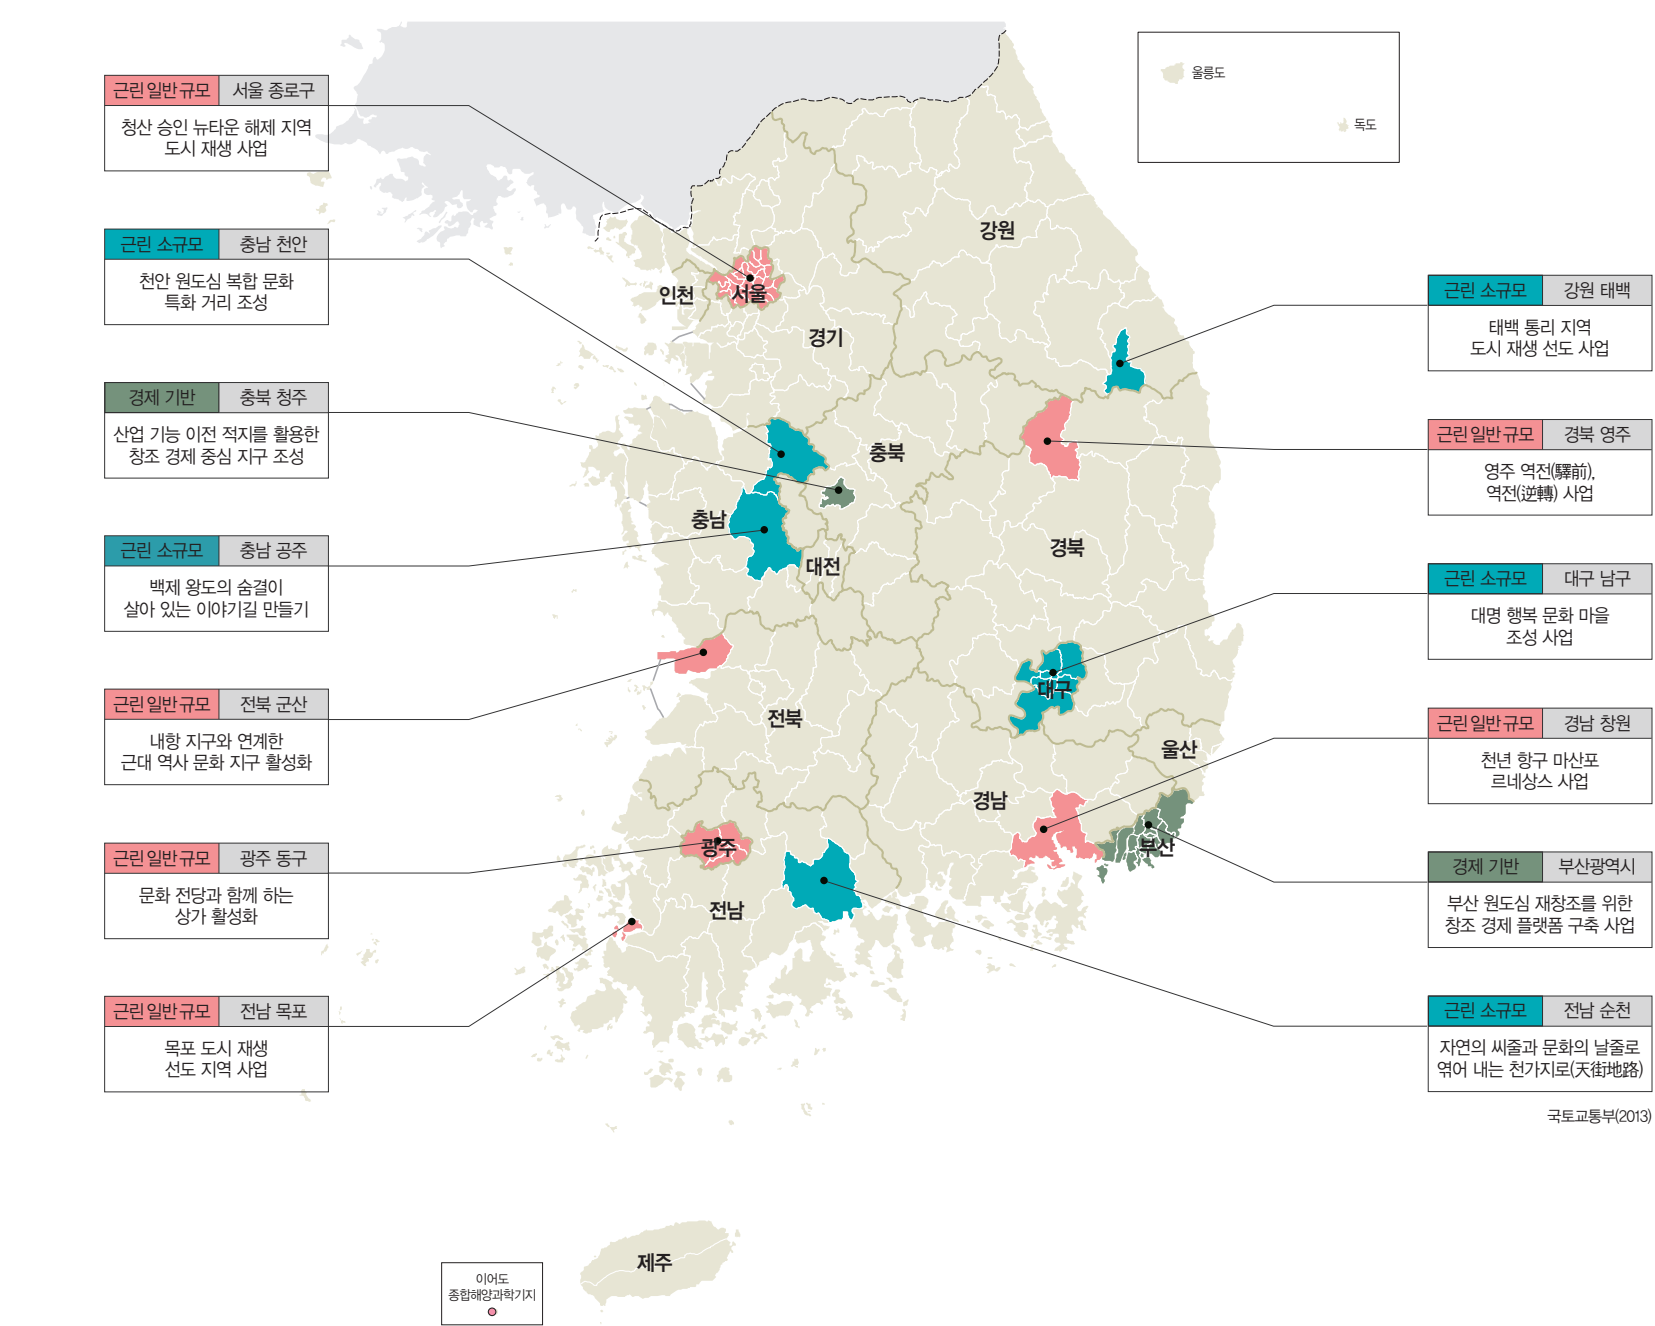 근린 일반 규모 서울 종로구
청산 승인 뉴타운 해제 지역
도시 재생 사업
근린 소규모 충남 천안
천안 원도심 복합 문화
특화 거리 조성
경제 기반 충북 청주
산업 기능 이전 적지를 활용한
창조 경제 중심 지구 조성
근린 소규모 충남 공주
백제 왕도의 숨결이
살아 있는 이야기길 만들기
근린 일반 규모 전북 군산
내항 지구와 연계한
근대 역사 문화 지구 활성화
근린 일반 규모 광주 동구
문화 전당과 함께 하는
상가 활성화
근린 일반 규모 전남 목포
목포 도시 재생
선도 지역 사업
울릉도
독도
강원
서울
인천
경기
충북
충남
경북
대전
대구
전북
울산
경남
광주
부산
전남
제주
이어도
종합해양과학기지
근린 소규모 강원 태백
태백 통리 지역
도시 재생 선도 사업
근린 일반 규모 경북 영주
영주 역전(驛前),
역전(逆轉) 사업
근린 소규모 대구 남구
대명 행복 문화 마을
조성 사업
근린 일반 규모 경남 창원
천년 항구 마산포
르네상스 사업
경제 기반 부산광역시
부산 원도심 재창조를 위한
창조 경제 플랫폼 구축 사업
근린 소규모 전남 순천
자연의 씨줄과 문화의 날줄로
엮어 내는 천가지로(天街地路)
국토교통부(2013)